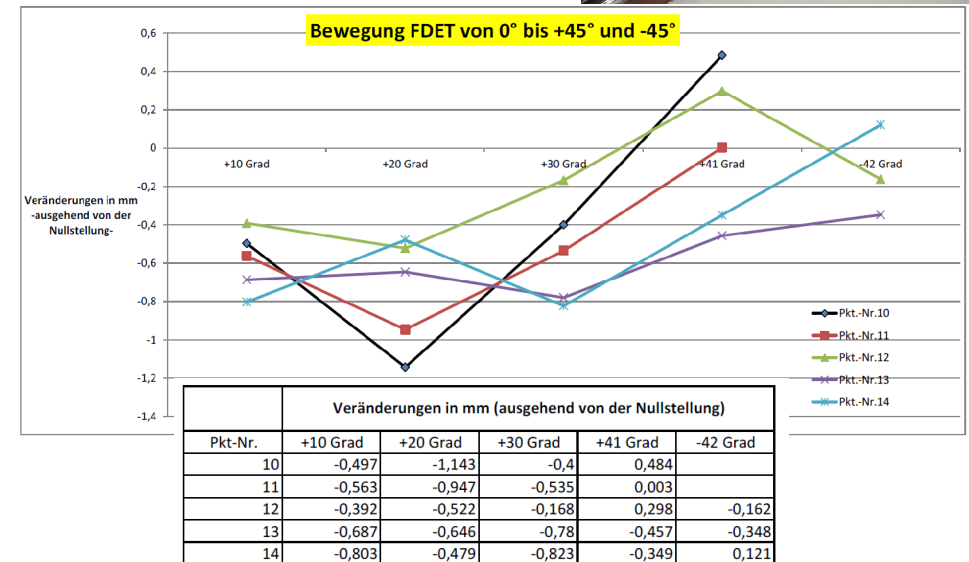 Bewegung FDET von 0° bis +45° und -45°
0,6
0,4
0,2
0
-0,2
-0,4
-0,6
-0,8
-1
-1,2
-1,4
Veränderungen in mm
-ausgehend von der
Nullstellung-
+10 Grad +20 Grad +30 Grad +41 Grad -42 Grad
Pkt.-Nr.10
Pkt.-Nr.11
Pkt.-Nr.12
Pkt.-Nr.13
Pkt.-Nr.14
Veränderungen in mm (ausgehend von der Nullstellung)
Pkt-Nr. +10 Grad +20 Grad +30 Grad +41 Grad -42 Grad
10 -0,497 -1,143 -0,4 0,484
11 -0,563 -0,947 -0,535 0,003
12 -0,392 -0,522 -0,168 0,298 -0,162
13 -0,687 -0,646 -0,78 -0,457 -0,348
14 -0,803 -0,479 -0,823 -0,349 0,121